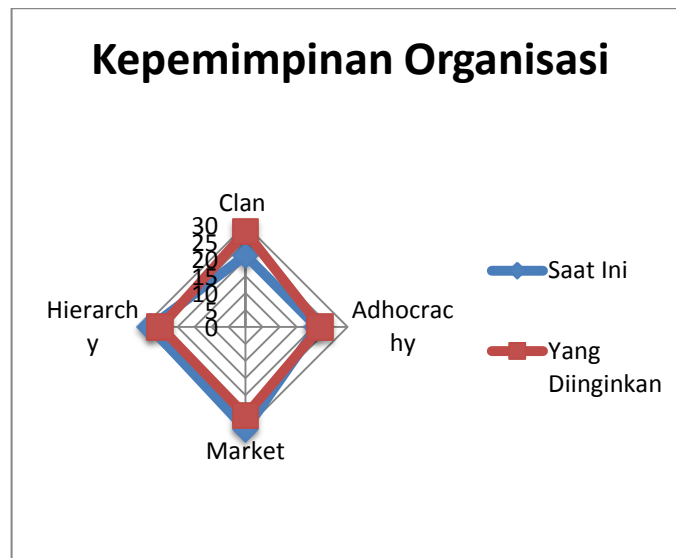 Kepemimpinan Organisasi
Clan
30
25
20
15
10
5
0
Hierarch
y
Adhocrac
hy
Market
Saat Ini
Yang
Diinginkan